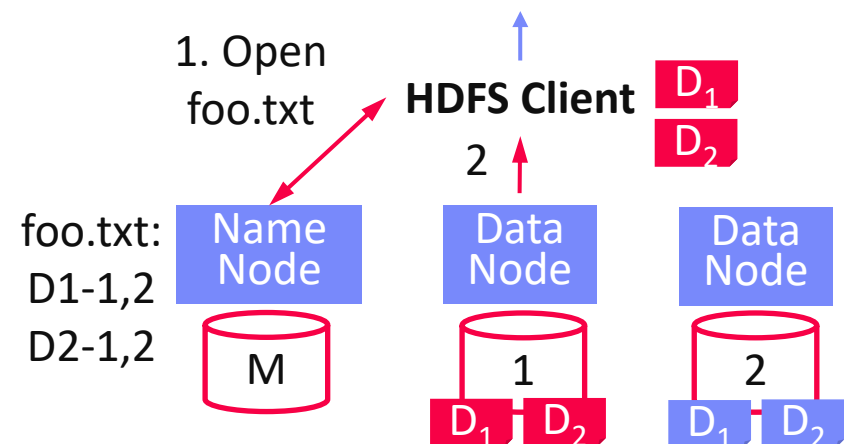 1. Open
foo.txt
HDFS Client
D1
D2
2
foo.txt:
D1-1,2
D2-1,2
Name
Node
Data
Node
Data
Node
M
1
2
D1
D2
D1
D2